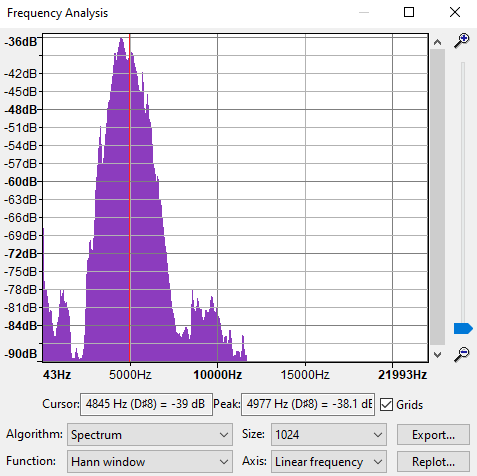 Frequency Analysis
-36dB
-42dB
-45dB
-48dB
-51dB
-54dB
-57dB
-60dB
-63dB
-66dB
-69dB
-72dB
-75dB
-78dB
-81dB
-84dB
-90dB
43Hz 5000Hz 10000Hz 15000Hz 21993Hz
Cursor: 4845 Hz (D♯8) = -39 dB Peak: 4977 Hz (D♯8) = -38.1 dB Grids
Algorithm: Spectrum Size: 1024 Export...
Function: Hann window Axis: Linear frequency Replot...